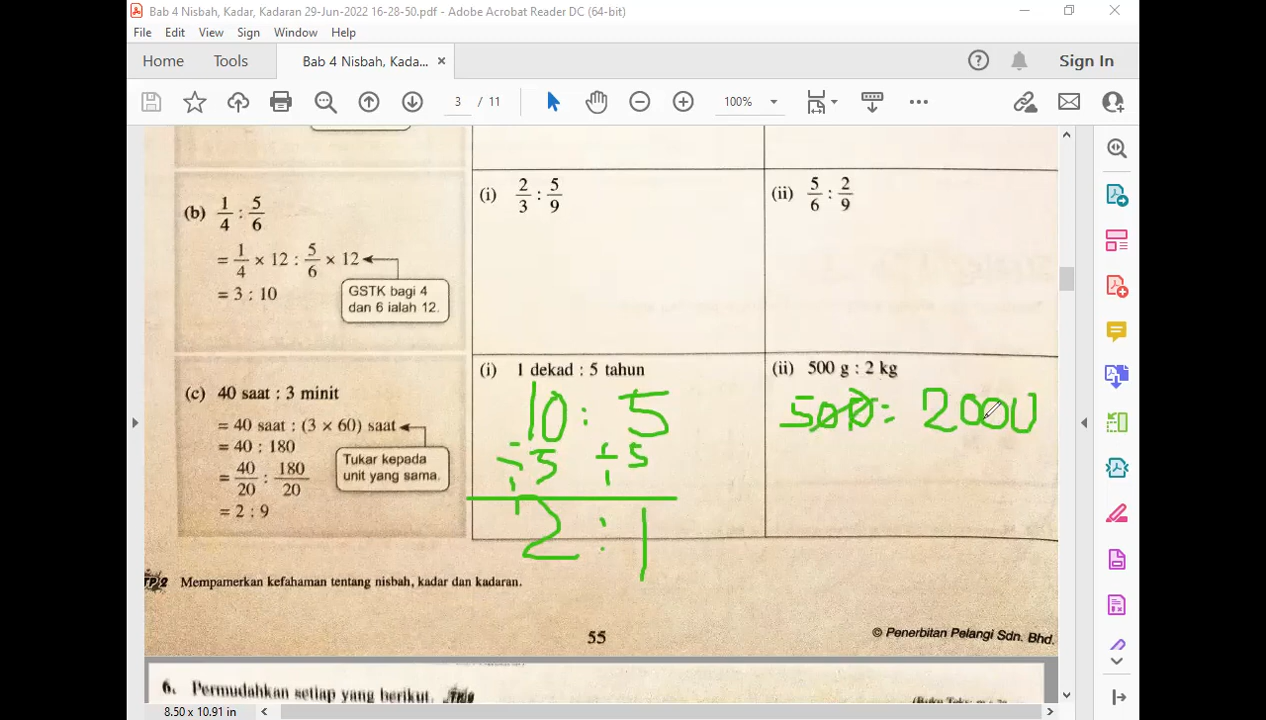 Bab 4 Nisbah, Kadar, Kadaran 29-Jun-2022 16-28-50.pdf - Adobe Acrobat Reader DC (64-bit)
File Edit View Sign Window Help
Home Tools Bab 4 Nisbah, Kada... × Sign In
3 / 11 100%
(b) 1/4 : 5/6
= 1/4 × 12 : 5/6 × 12
= 3 : 10
GSTK bagi 4
dan 6 ialah 12.
(i) 2/3 : 5/9
(ii) 5/6 : 2/9
(c) 40 saat : 3 minit
= 40 saat : (3 × 60) saat
= 40 : 180
= 40/20 : 180/20
= 2 : 9
Tukar kepada
unit yang sama.
(i) 1 dekad : 5 tahun
10 : 5
÷5 ÷5
2 : 1
(ii) 500 g : 2 kg
500 : 2000
TP2 Mempamerkan kefahaman tentang nisbah, kadar dan kadaran.
55
© Penerbitan Pelangi Sdn. Bhd.
6. Permudahkan setiap yang berikut.
8.50 x 10.91 in